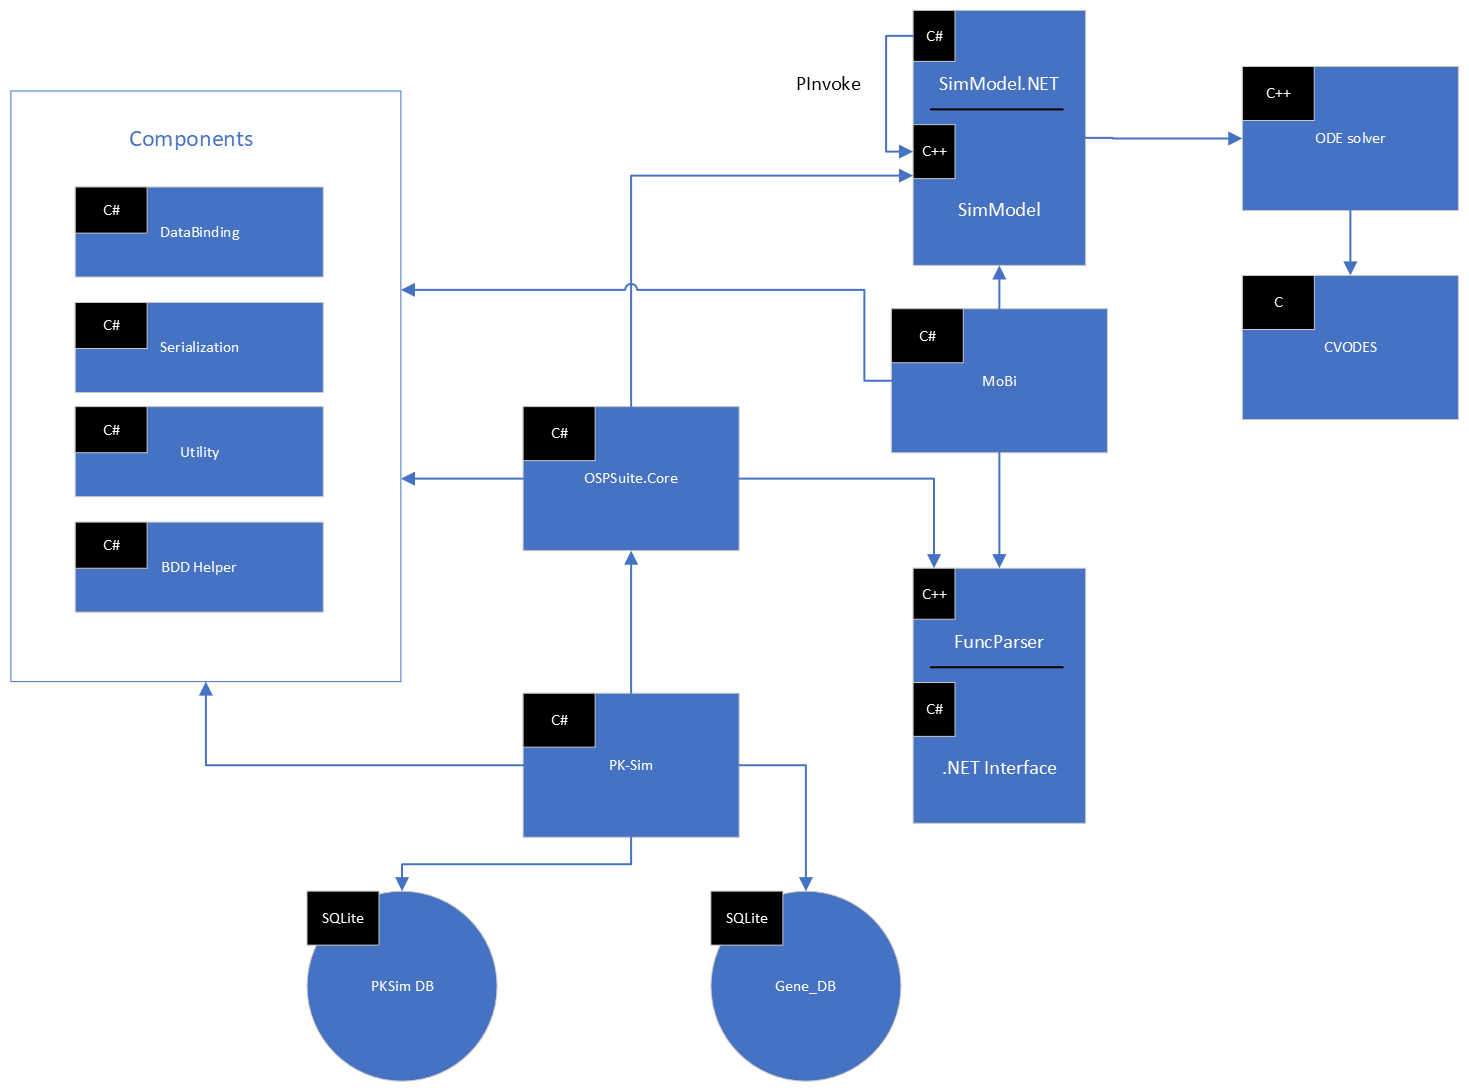 C#
PInvoke
SimModel.NET
C++
SimModel
C++
ODE solver
C
CVODES
Components
C#
DataBinding
C#
Serialization
C#
Utility
C#
BDD Helper
C#
MoBi
C#
OSPSuite.Core
C++
FuncParser
C#
.NET Interface
C#
PK-Sim
SQLite
PKSim DB
SQLite
Gene_DB